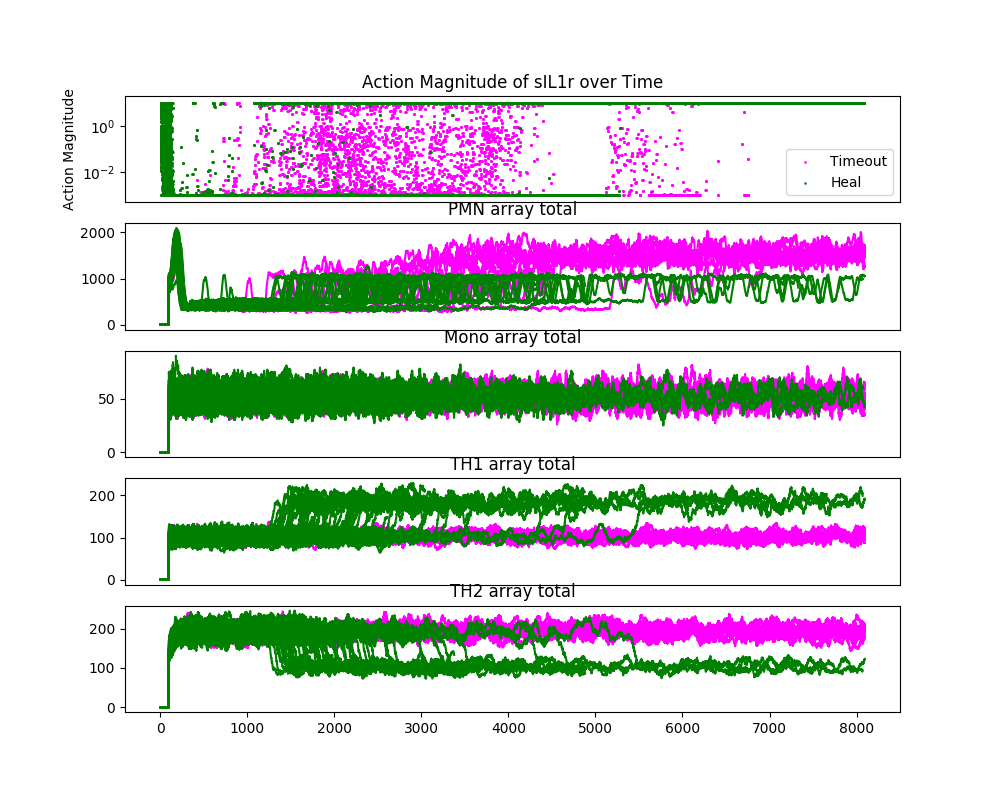 Action Magnitude of sIL1r over Time
Action Magnitude
10⁰
10⁻²
Timeout
Heal
PMN array total
2000
1000
0
Mono array total
50
0
TH1 array total
200
100
0
TH2 array total
200
100
0
0 1000 2000 3000 4000 5000 6000 7000 8000